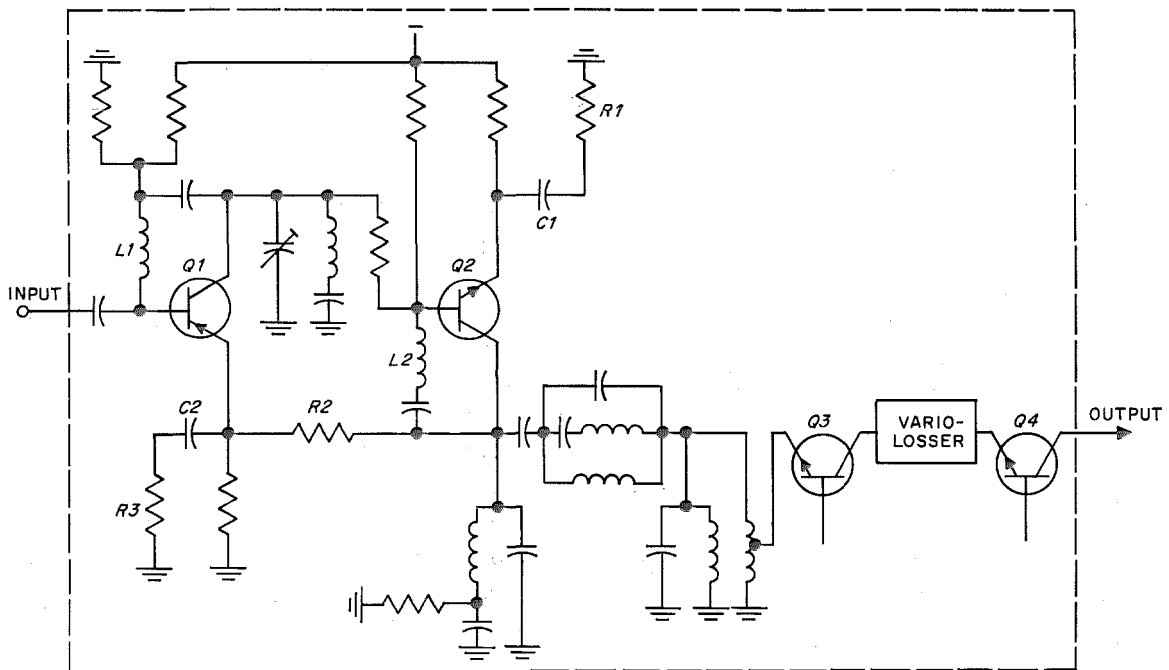 R1
C1
L1
Q1
Q2
INPUT
L2
C2
R2
R3
Q3
VARIO-
LOSSER
Q4
OUTPUT